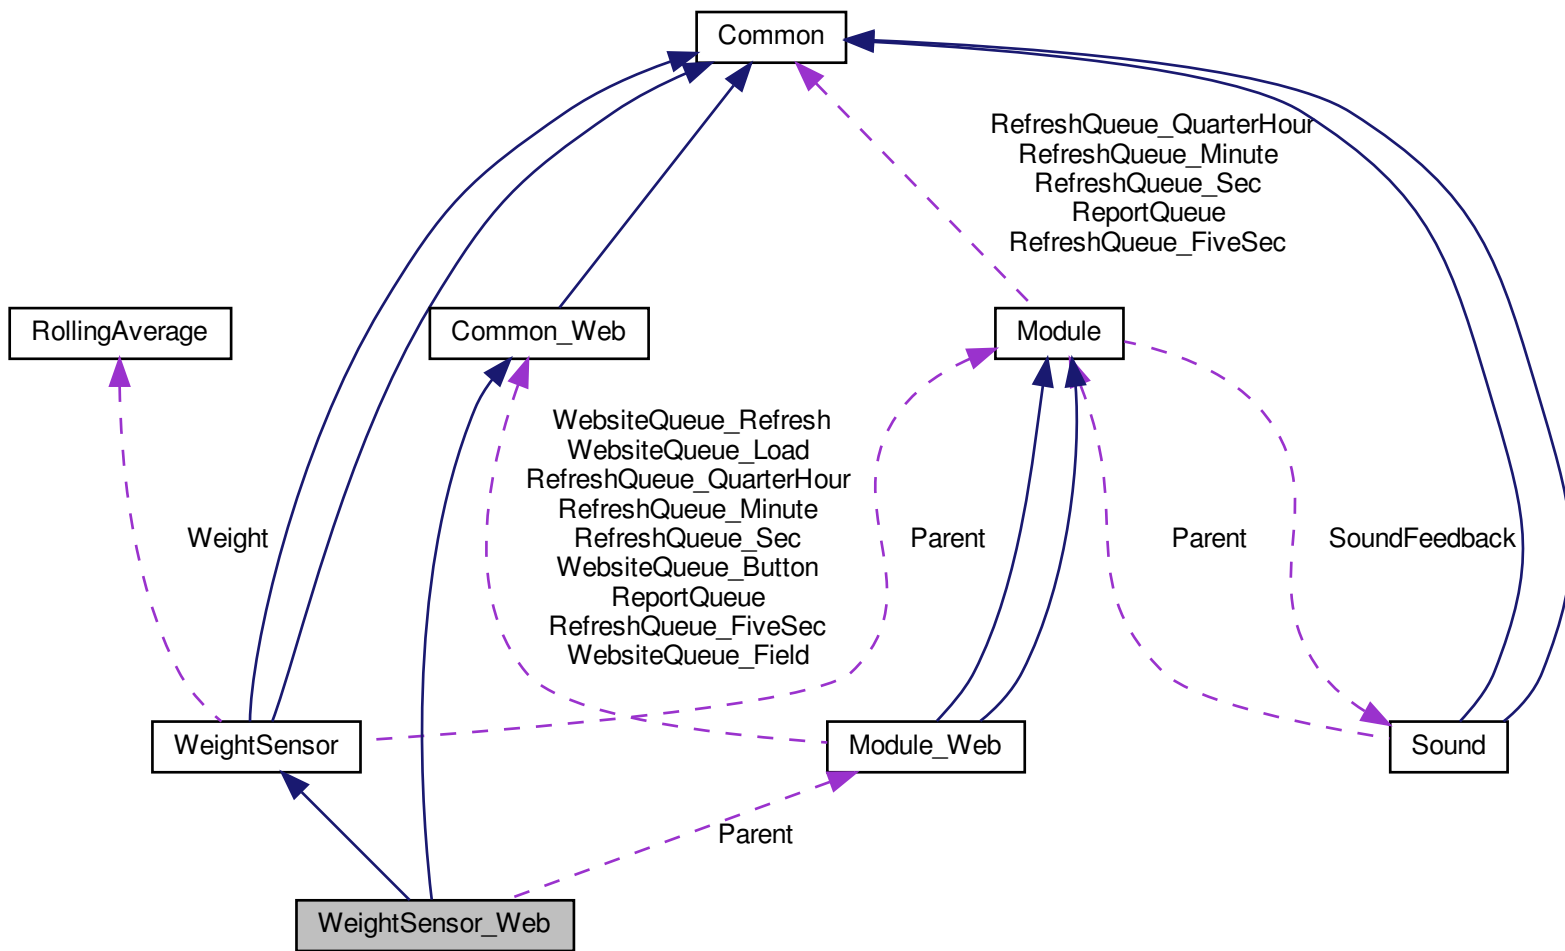 Common
RefreshQueue_QuarterHour
RefreshQueue_Minute
RefreshQueue_Sec
ReportQueue
RefreshQueue_FiveSec
RollingAverage
Common_Web
Module
WebsiteQueue_Refresh
WebsiteQueue_Load
RefreshQueue_QuarterHour
RefreshQueue_Minute
RefreshQueue_Sec
WebsiteQueue_Button
ReportQueue
RefreshQueue_FiveSec
WebsiteQueue_Field
Weight
Parent
Parent
SoundFeedback
WeightSensor
Module_Web
Sound
Parent
WeightSensor_Web